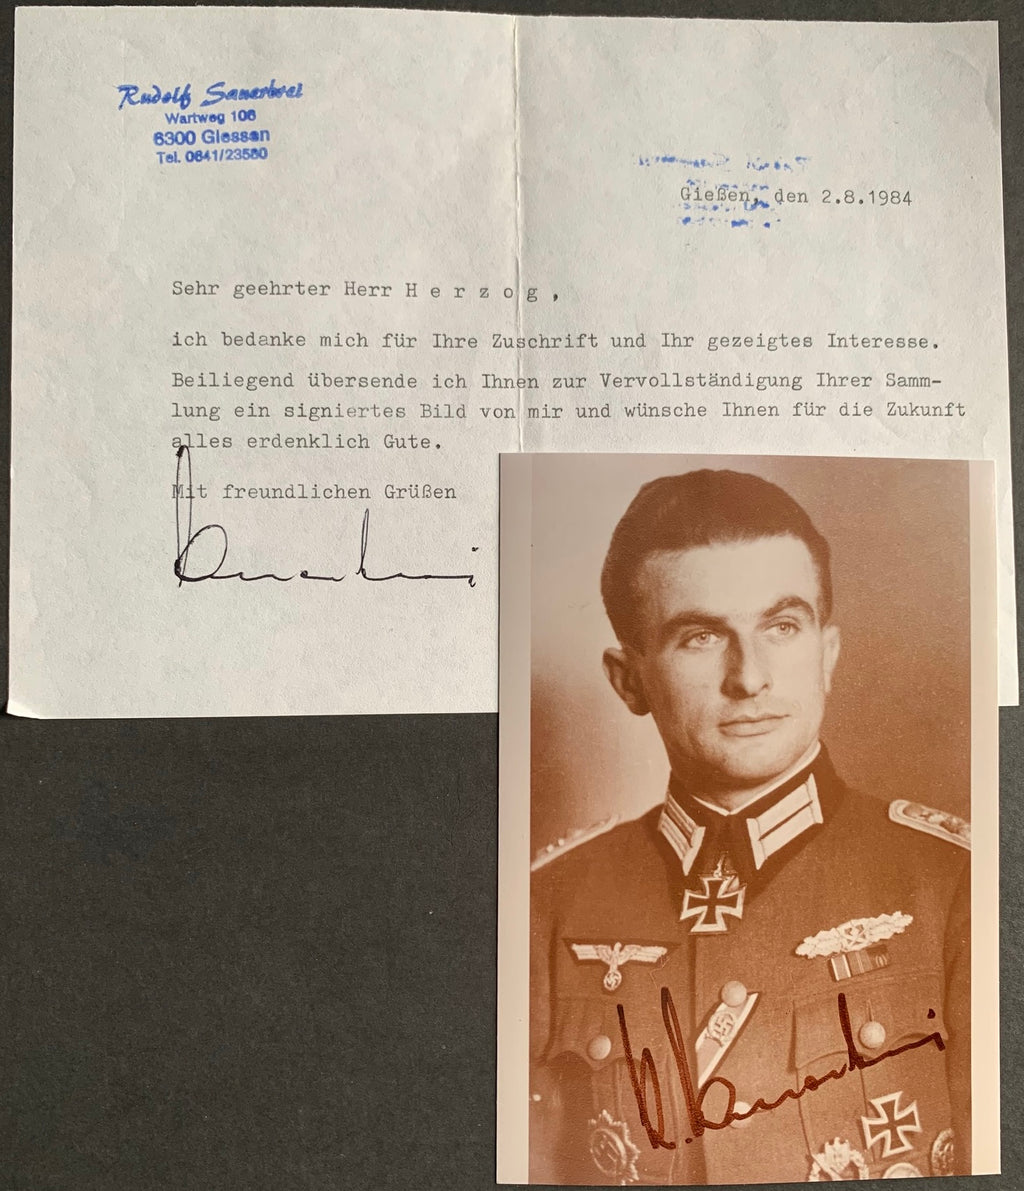 Rudolf Sauerbrei
Wartweg 106
6300 Giessen
Tel. 0641/23580
Gießen, den 2.8.1984
Sehr geehrter Herr H e r z o g ,
ich bedanke mich für Ihre Zuschrift und Ihr gezeigtes Interesse.
Beiliegend übersende ich Ihnen zur Vervollständigung Ihrer Samm-
lung ein signiertes Bild von mir und wünsche Ihnen für die Zukunft
alles erdenklich Gute.
Mit freundlichen Grüßen